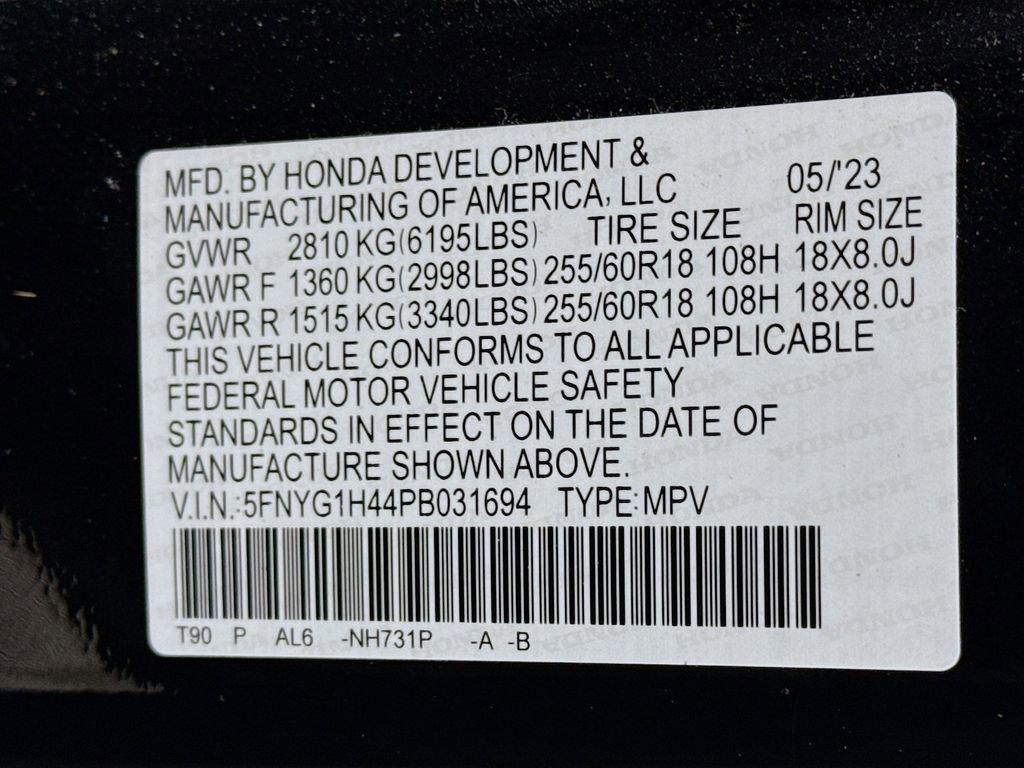 MFD. BY HONDA DEVELOPMENT &
MANUFACTURING OF AMERICA, LLC 05/'23
GVWR 2810 KG(6195LBS) TIRE SIZE RIM SIZE
GAWR F 1360 KG(2998LBS) 255/60R18 108H 18X8.0J
GAWR R 1515 KG(3340LBS) 255/60R18 108H 18X8.0J
THIS VEHICLE CONFORMS TO ALL APPLICABLE
FEDERAL MOTOR VEHICLE SAFETY
STANDARDS IN EFFECT ON THE DATE OF
MANUFACTURE SHOWN ABOVE.
V.I.N.:5FNYG1H44PB031694 TYPE:MPV
T90 P AL6 -NH731P -A -B